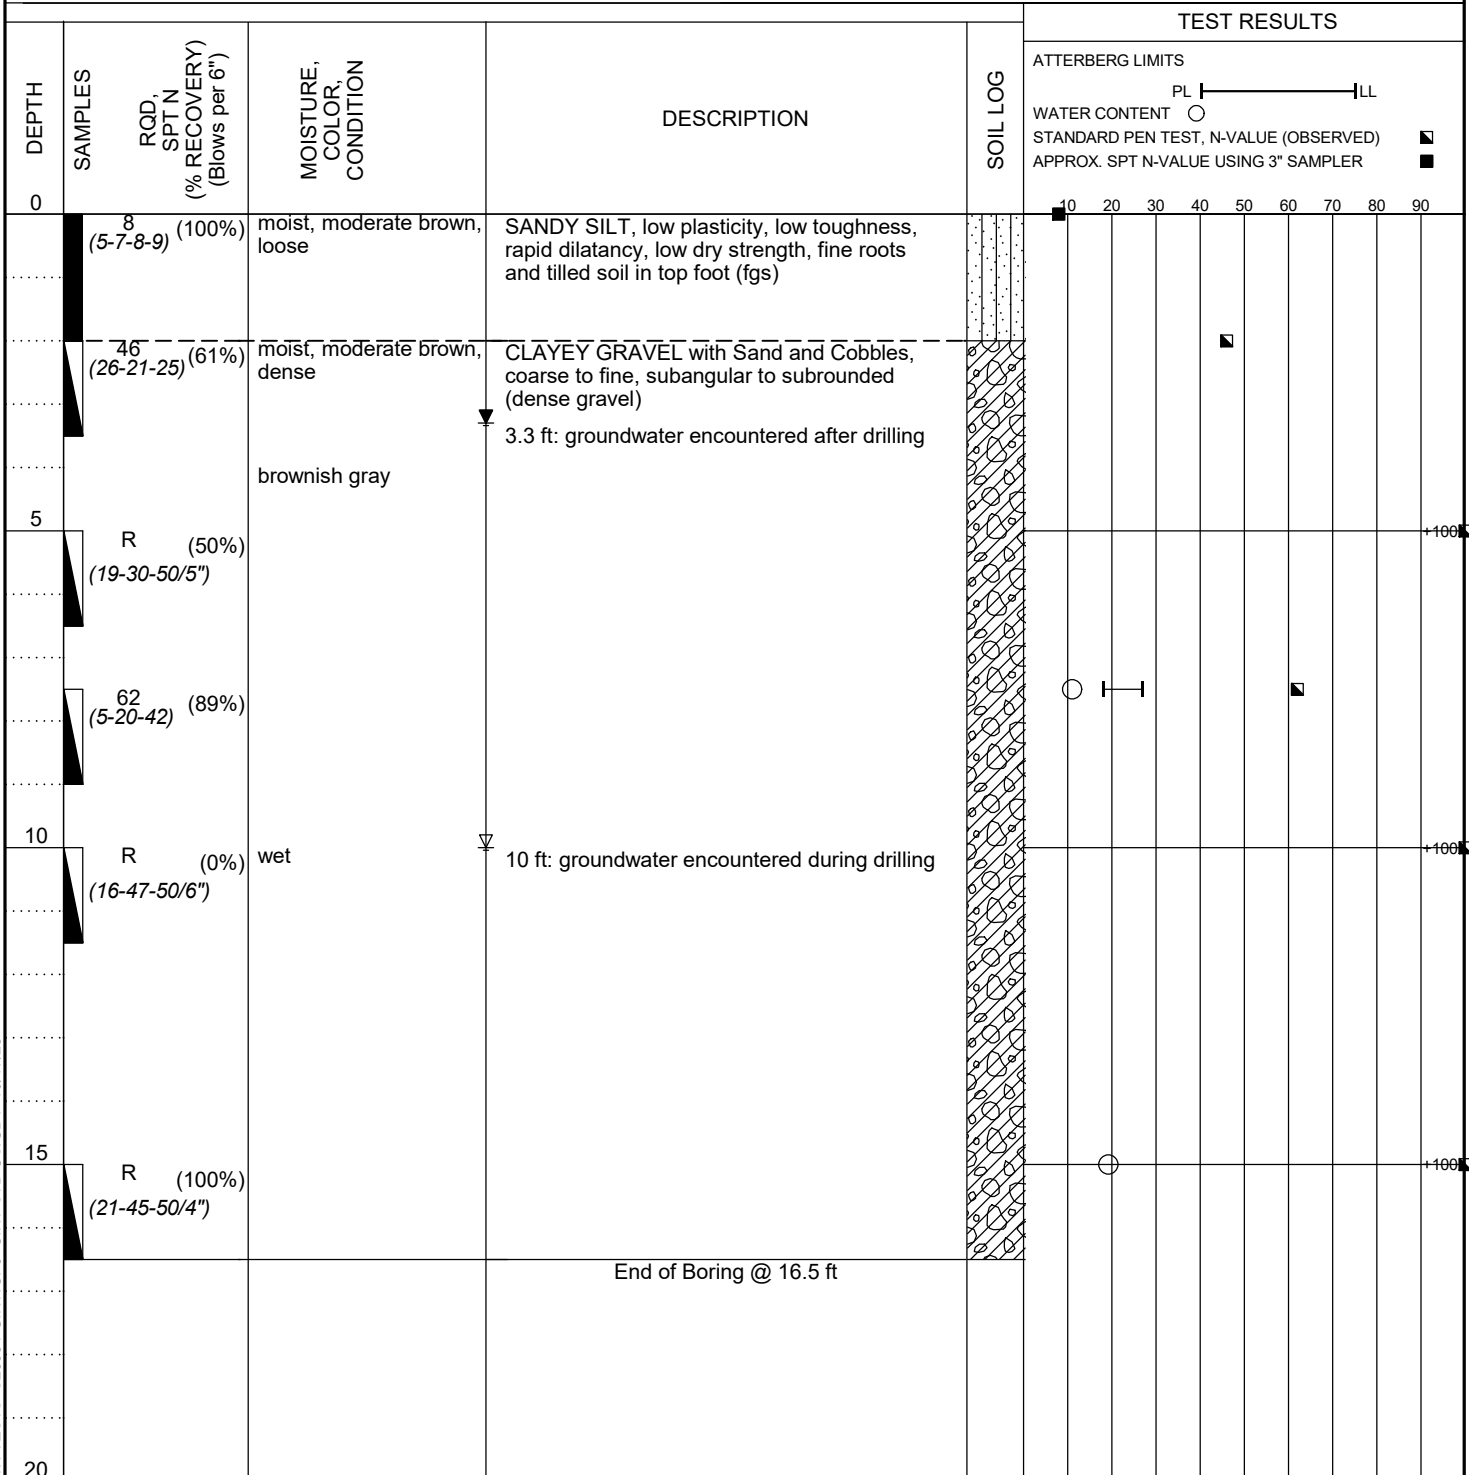 TEST RESULTS
DEPTH
SAMPLES
RQD,
SPT N
(% RECOVERY)
(Blows per 6")
MOISTURE,
COLOR,
CONDITION
DESCRIPTION
SOIL LOG
ATTERBERG LIMITS
PL LL
WATER CONTENT
STANDARD PEN TEST, N-VALUE (OBSERVED)
APPROX. SPT N-VALUE USING 3" SAMPLER
0
10 20 30 40 50 60 70 80 90
8
(5-7-8-9) (100%)
moist, moderate brown,
loose
SANDY SILT, low plasticity, low toughness,
rapid dilatancy, low dry strength, fine roots
and tilled soil in top foot (fgs)
46
(26-21-25) (61%)
moist, moderate brown,
dense
CLAYEY GRAVEL with Sand and Cobbles,
coarse to fine, subangular to subrounded
(dense gravel)
3.3 ft: groundwater encountered after drilling
brownish gray
5
R (50%)
(19-30-50/5")
+100
62
(5-20-42) (89%)
10
R (0%)
(16-47-50/6")
wet
10 ft: groundwater encountered during drilling
+100
15
R (100%)
(21-45-50/4")
+100
End of Boring @ 16.5 ft
20